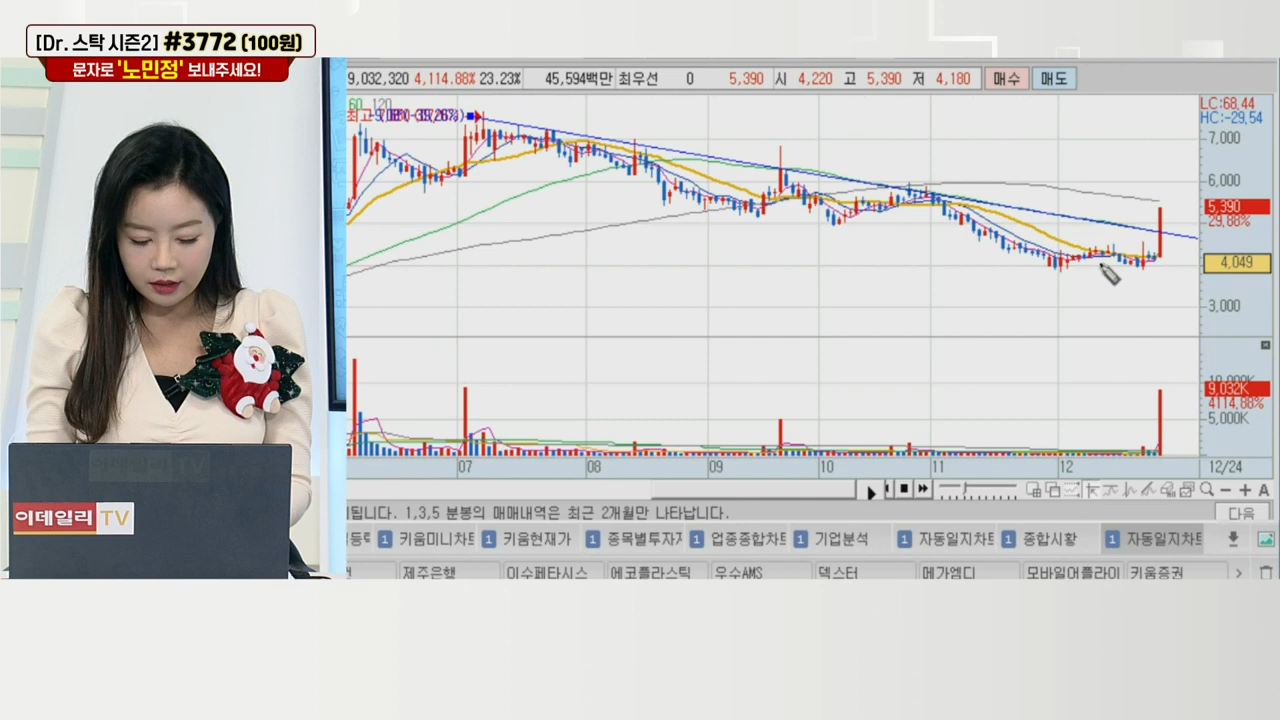 [Dr. 스탁 시즌2] #3772 (100원)
문자로 '노민정' 보내주세요!
9,032,320 4,114.88% 23.23% 45,594백만 최우선 0 5,390 시 4,220 고 5,390 저 4,180 매수 매도
60 120
LC:68,44
HC:-29,54
7,000
6,000
5,390
29,88%
4,049
3,000
9,032K
4114,88%
5,000K
07 08 09 10 11 12 12/24
됩니다. 1,3,5 분봉의 매매내역은 최근 2개월만 나타납니다.
다음
1 키움미니차트 1 키움현재가 1 종목별투자자 1 업종종합차트 1 기업분석 1 자동일지차트 1 종합시황 1 자동일지차트
제주은행 이수페타시스 에코플라스틱 우수AMS 덱스터 메가엠디 모바일어플라이 키움증권
이데일리 TV